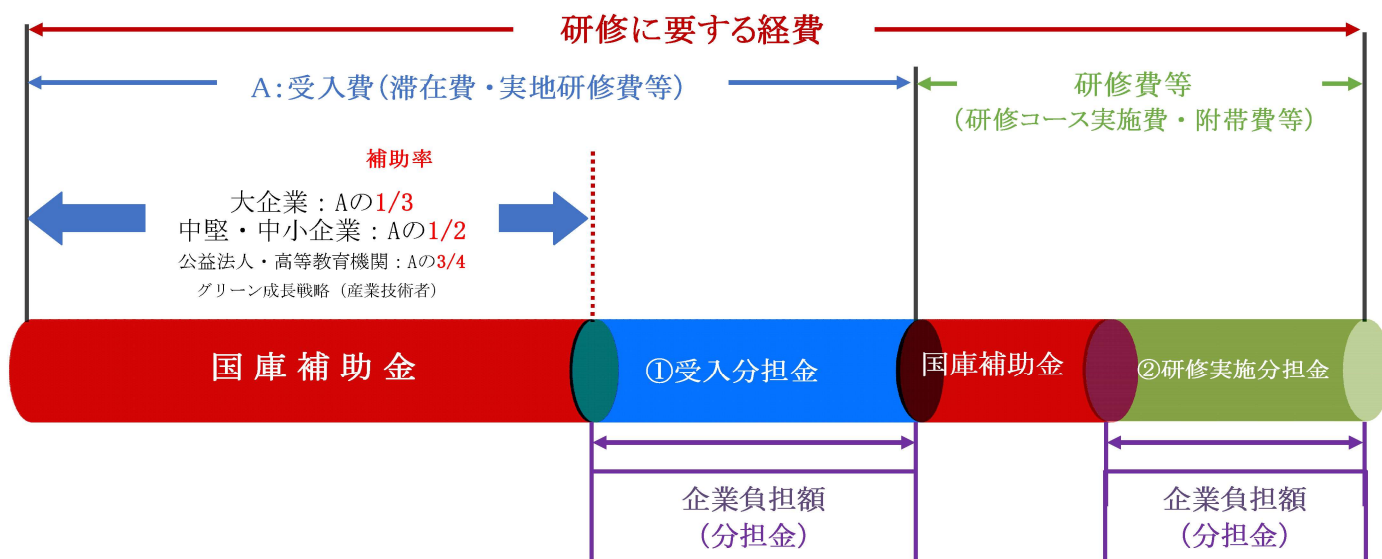 研修に要する経費
A:受入費(滞在費・実地研修費等)
研修費等
(研修コース実施費・附帯費等)
補助率
大企業:Aの1/3
中堅・中小企業:Aの1/2
公益法人・高等教育機関:Aの3/4
グリーン成長戦略(産業技術者)
国庫補助金
①受入分担金
国庫補助金
②研修実施分担金
企業負担額
(分担金)
企業負担額
(分担金)